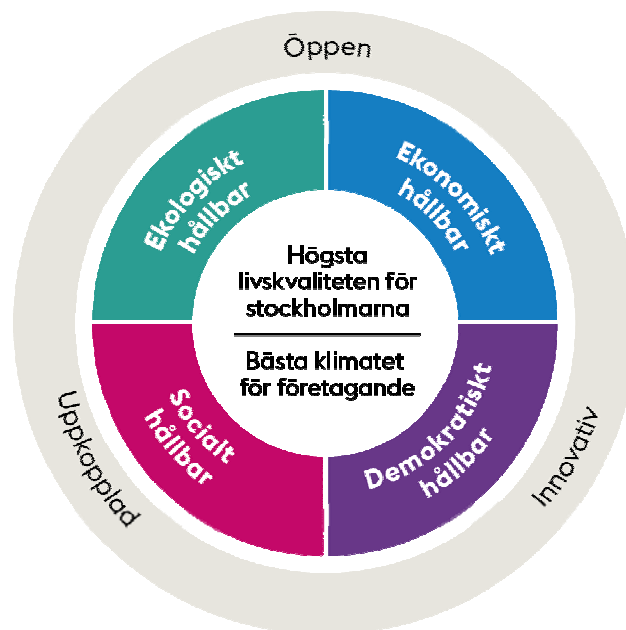 Öppen
Ekologiskt
hållbar
Ekonomiskt
hållbar
Högsta
livskvaliteten för
stockholmarna
Bästa klimatet
för företagande
Socialt
hållbar
Demokratiskt
hållbar
Uppkopplad
Innovativ